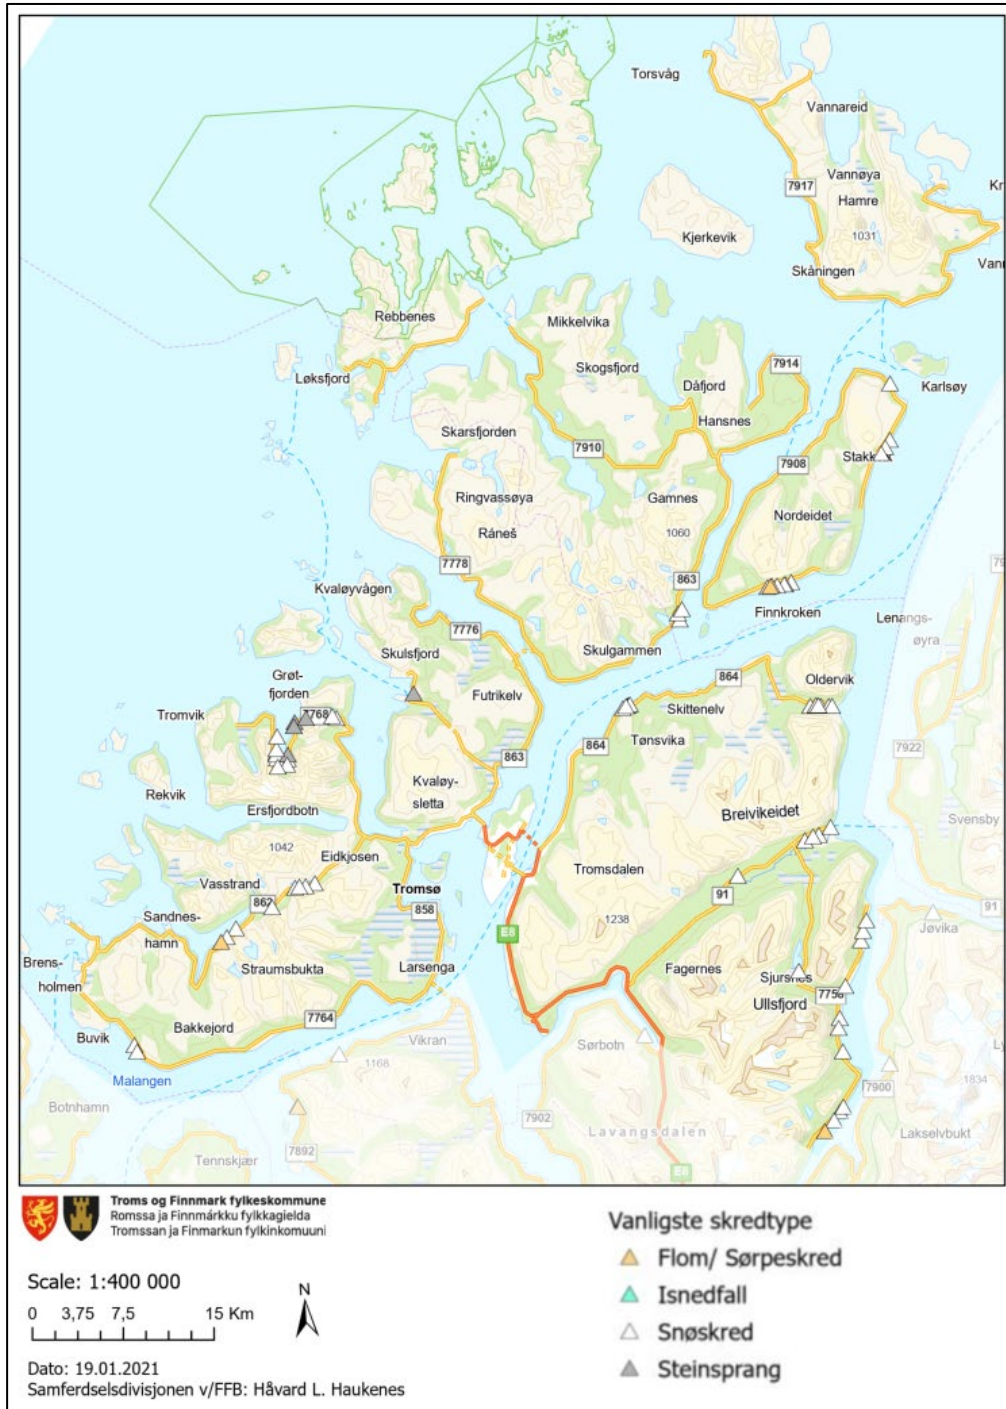 Torsvåg
Vannareid
Kr
Vannøya
7917
Hamre
Kjerkevik
1031
Vann
Skåningen
Rebbenes
Mikkelvika
Skogsfjord
7914
Løksfjord
Dåfjord
Karlsøy
Hansnes
Skarsfjorden
7910
7908
Stakk
Ringvassøya
Gamnes
Ráneš
Nordeidet
1060
7778
863
Kvaløyvågen
Finnkroken
Lenangs-
øyra
7776
Skulsfjord
Skulgammen
Grøt-
fjorden
864
Oldervik
Futrikelv
Skittenelv
Tromvik
7768
Tønsvika
864
7922
863
Kvaløy-
sletta
Rekvik
Ersfjordbotn
Breivikeidet
Svensby
1042
Eidkjosen
Tromsdalen
Vasstrand
Tromsø
91
862
858
91
Sandnes-
hamn
1238
Jøvika
E8
Brens-
holmen
Straumsbukta
Larsenga
Fagernes
Sjursnes
Ullsfjord
7764
Bakkejord
Buvik
Vikran
Sørbotn
1168
Malangen
7900
1834
Botnhamn
7902
Lavangsdalen
Lakselvbukt
7892
Tennskjær
E8
Troms og Finnmark fylkeskommune
Romssa ja Finnmárkku fylkkagielda
Tromssan ja Finmarkun fylkinkomuuni
Vanligste skredtype
Flom/ Sørpeskred
Isnedfall
Snøskred
Steinsprang
Scale: 1:400 000
N
0 3,75 7,5 15 Km
Dato: 19.01.2021
Samferdselsdivisjonen v/FFB: Håvard L. Haukenes